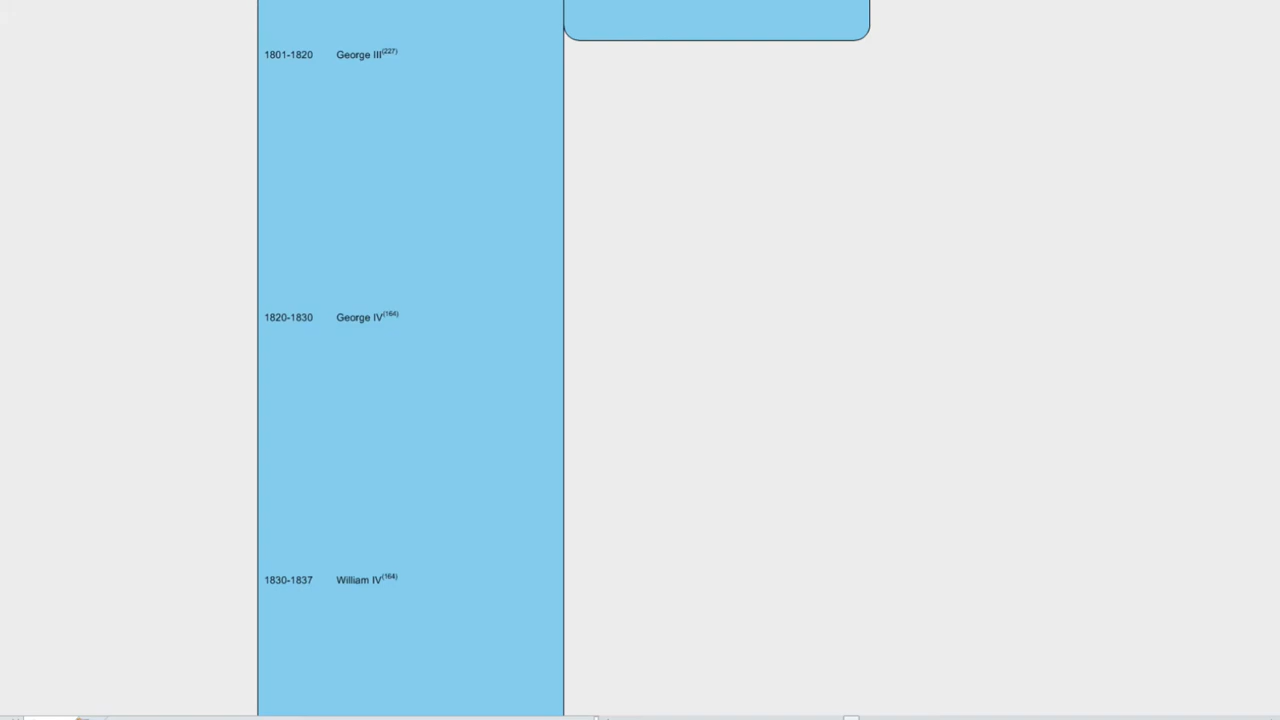 1801-1820 George III(227)
1820-1830 George IV(164)
1830-1837 William IV(164)